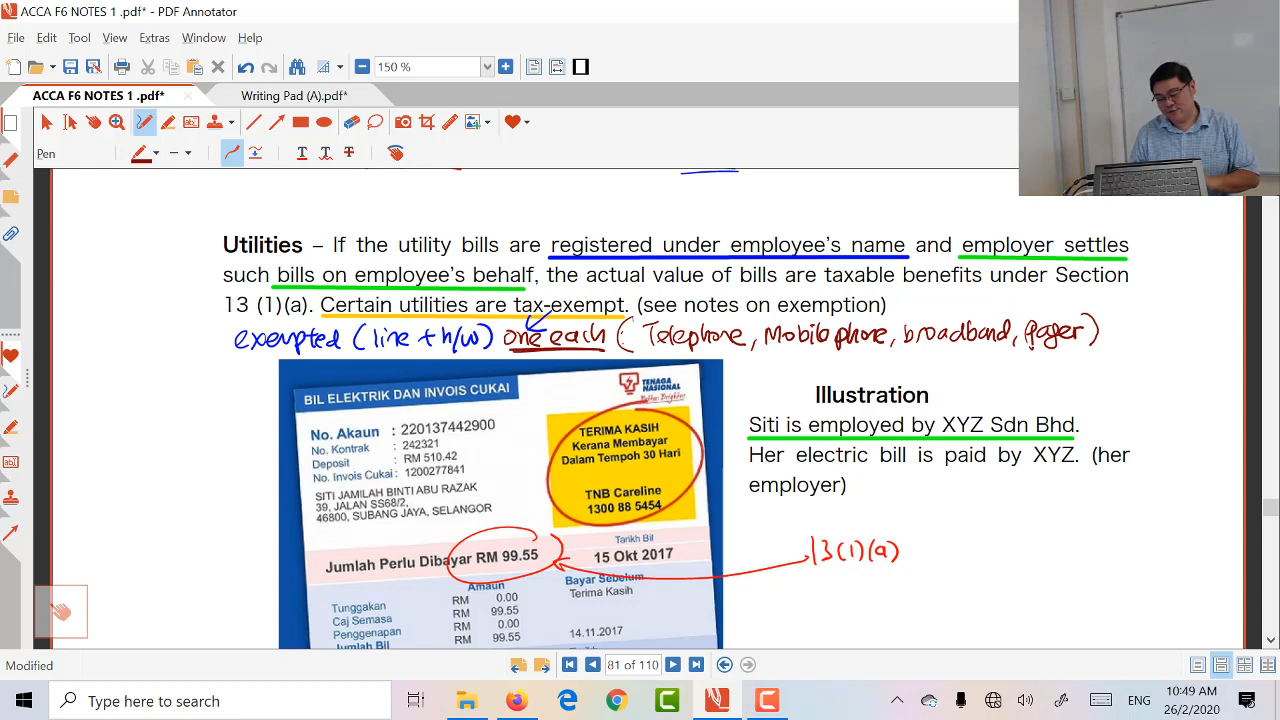 ACCA F6 NOTES 1 .pdf* - PDF Annotator
File Edit Tool View Extras Window Help
150 %
ACCA F6 NOTES 1 .pdf* Writing Pad (A).pdf*
Pen
Utilities – If the utility bills are registered under employee's name and employer settles
such bills on employee's behalf, the actual value of bills are taxable benefits under Section
13 (1)(a). Certain utilities are tax-exempt. (see notes on exemption)
exempted (line + h/w) one each (Telephone, Mobile phone, broadband, Pager)
BIL ELEKTRIK DAN INVOIS CUKAI
TENAGA
NASIONAL
Better. Brighter.
No. Akaun : 220137442900
No. Kontrak : 242321
Deposit : RM 510.42
No. Invois Cukai : 1200277841
SITI JAMILAH BINTI ABU RAZAK
39, JALAN SS68/2,
46800, SUBANG JAYA, SELANGOR
TERIMA KASIH
Kerana Membayar
Dalam Tempoh 30 Hari
TNB Careline
1300 88 5454
Jumlah Perlu Dibayar RM 99.55
Tarikh Bil
15 Okt 2017
Amaun
Tunggakan RM 0.00
Caj Semasa RM 99.55
Penggenapan RM 0.00
Jumlah Bil RM 99.55
Bayar Sebelum
Terima Kasih
14.11.2017
Illustration
Siti is employed by XYZ Sdn Bhd.
Her electric bill is paid by XYZ. (her
employer)
13(1)(a)
Modified
81 of 110
Type here to search
ENG
10:49 AM
26/2/2020